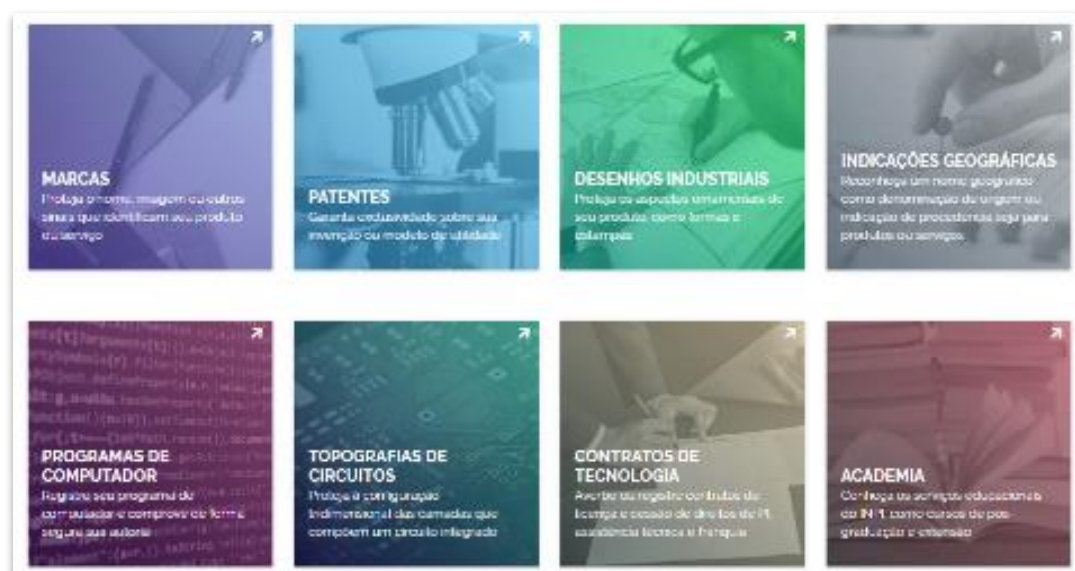 MARCAS
Proteja o nome, imagem ou outros
sinais que identificam seu produto
ou serviço
PATENTES
Garanta exclusividade sobre sua
invenção ou modelo de utilidade
DESENHOS INDUSTRIAIS
Proteja os aspectos ornamentais de
seu produto, como formas e
estampas
INDICAÇÕES GEOGRÁFICAS
Reconheça um nome geográfico
como denominação de origem ou
indicação de procedência seja para
produtos ou serviços
PROGRAMAS DE
COMPUTADOR
Registre seu programa de
computador e comprove de forma
segura sua autoria
TOPOGRAFIAS DE
CIRCUITOS
Proteja a configuração
tridimensional das camadas que
compõem um circuito integrado
CONTRATOS DE
TECNOLOGIA
Averbe ou registre contratos de
licença e cessão de direitos de PI,
assistência técnica e franquia
ACADEMIA
Conheça os serviços educacionais
do INPI, como cursos de pós-
graduação e extensão